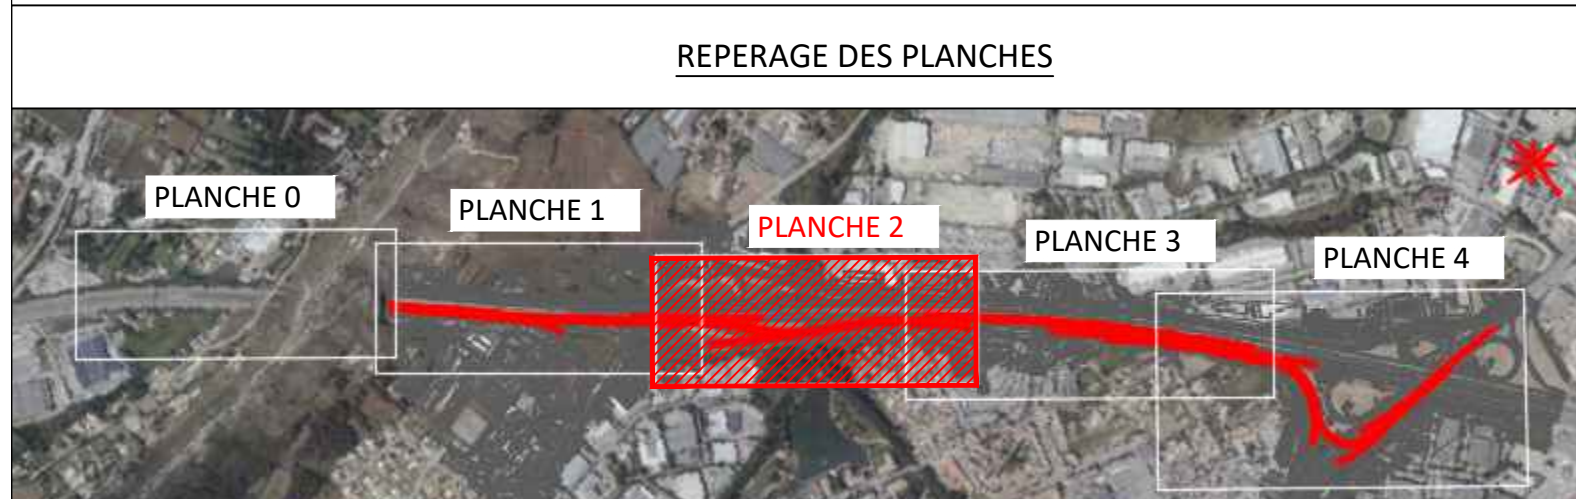 REPERAGE DES PLANCHES
PLANCHE 0
PLANCHE 1
PLANCHE 2
PLANCHE 3
PLANCHE 4